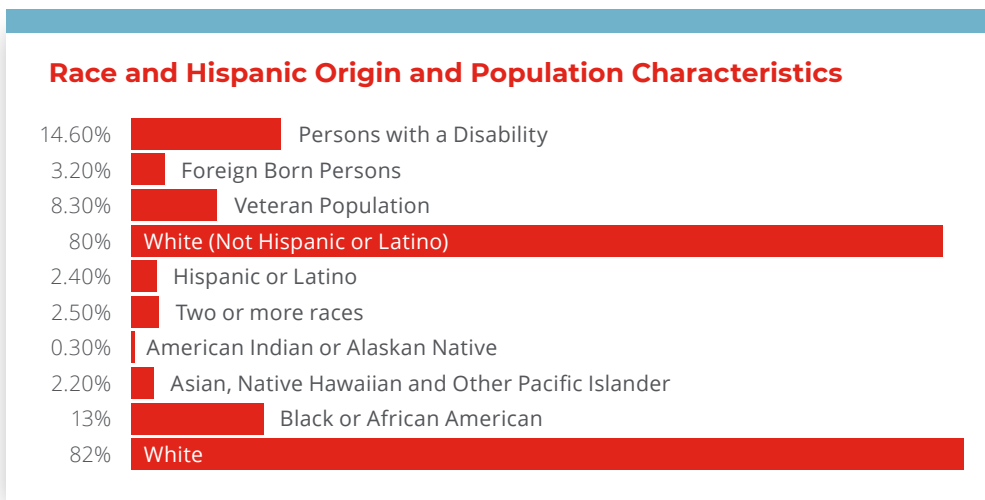 Race and Hispanic Origin and Population Characteristics
14.60% Persons with a Disability
3.20% Foreign Born Persons
8.30% Veteran Population
80% White (Not Hispanic or Latino)
2.40% Hispanic or Latino
2.50% Two or more races
0.30% American Indian or Alaskan Native
2.20% Asian, Native Hawaiian and Other Pacific Islander
13% Black or African American
82% White